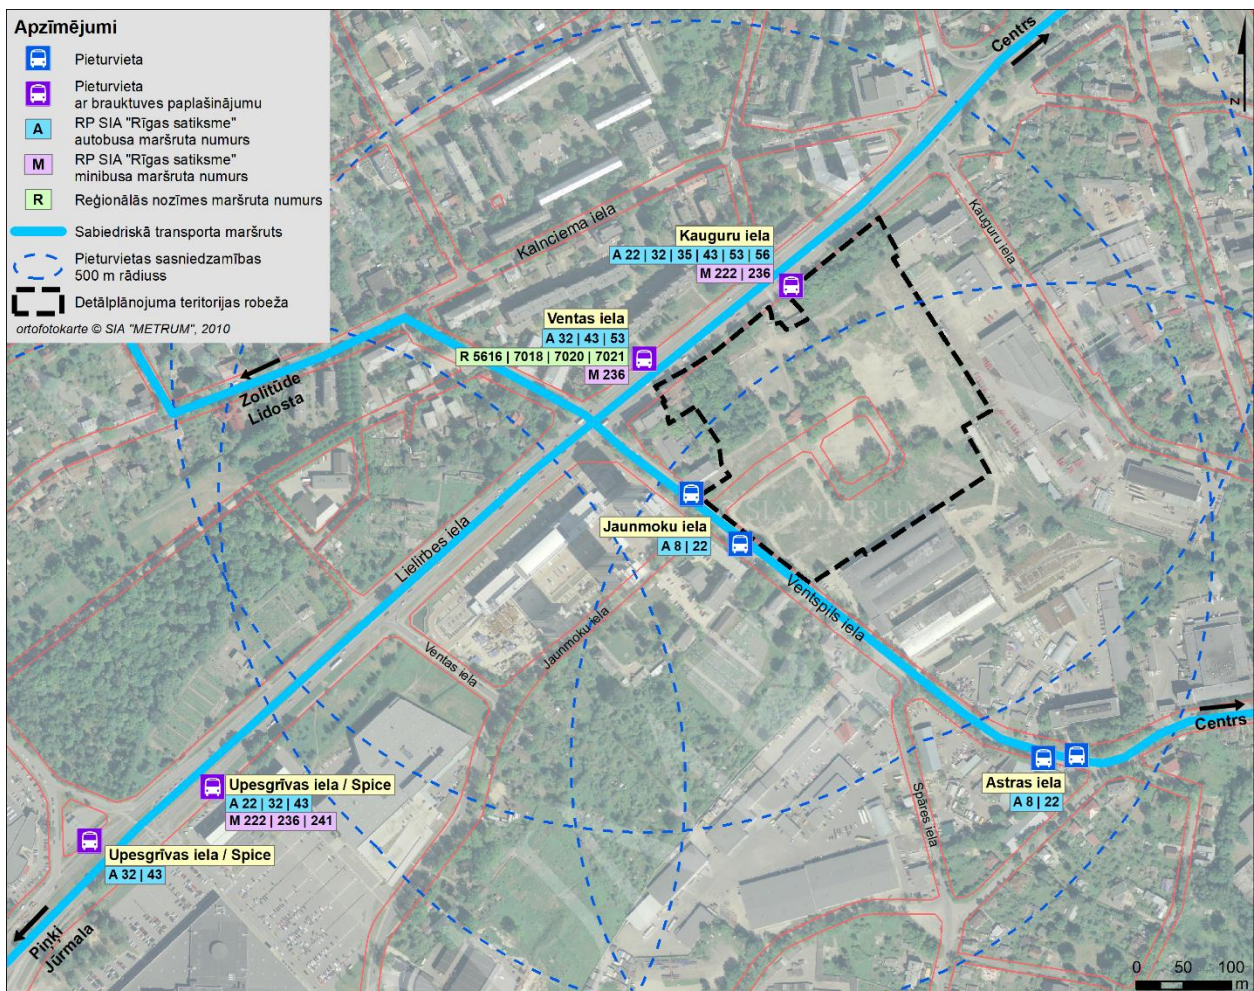 Apzīmējumi
Pieturvieta
Pieturvieta
ar brauktuves paplašinājumu
A
RP SIA "Rīgas satiksme"
autobusa maršruta numurs
M
RP SIA "Rīgas satiksme"
minibusa maršruta numurs
R
Reģionālās nozīmes maršruta numurs
Sabiedriskā transporta maršruts
Pieturvietas sasniedzamības
500 m rādiuss
Detālplānojuma teritorijas robeža
ortofotokarte © SIA "METRUM", 2010
Centrs
N
Kalnciema iela
Kauguru iela
Kauguru iela
A 22 | 32 | 35 | 43 | 53 | 56
M 222 | 236
Ventas iela
A 32 | 43 | 53
R 5616 | 7018 | 7020 | 7021
M 236
Zolitūde
Lidosta
Lielirbes iela
Jaunmoku iela
A 8 | 22
Ventspils iela
Jaunmoku iela
Ventas iela
Centrs
Astras iela
A 8 | 22
Spāres iela
Upesgrīvas iela / Spice
A 22 | 32 | 43
M 222 | 236 | 241
Upesgrīvas iela / Spice
A 32 | 43
Piņķi
Jūrmala
0 50 100
m